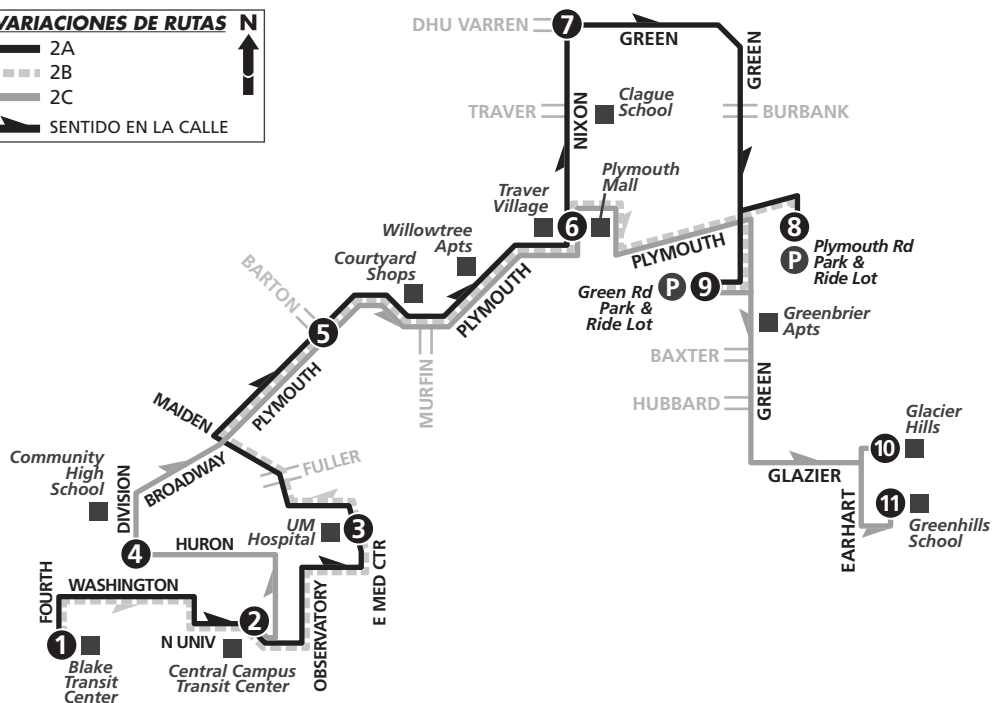 VARIACIONES DE RUTAS
N
2A
2B
2C
SENTIDO EN LA CALLE
DHU VARREN
7
GREEN
GREEN
TRAVER
NIXON
Clague
School
BURBANK
Plymouth
Mall
Traver
Village
6
Willowtree
Apts
Courtyard
Shops
PLYMOUTH
8
P
Plymouth Rd
Park &
Ride Lot
Green Rd
Park &
Ride Lot
P
9
BARTON
5
PLYMOUTH
Greenbrier
Apts
MURFIN
BAXTER
HUBBARD
GREEN
MAIDEN
PLYMOUTH
Glacier
Hills
10
Community
High
School
DIVISION
BROADWAY
FULLER
GLAZIER
EARHART
11
Greenhills
School
UM
Hospital
3
4
HURON
E MED CTR
FOURTH
WASHINGTON
OBSERVATORY
1
2
N UNIV
Blake
Transit
Center
Central Campus
Transit Center